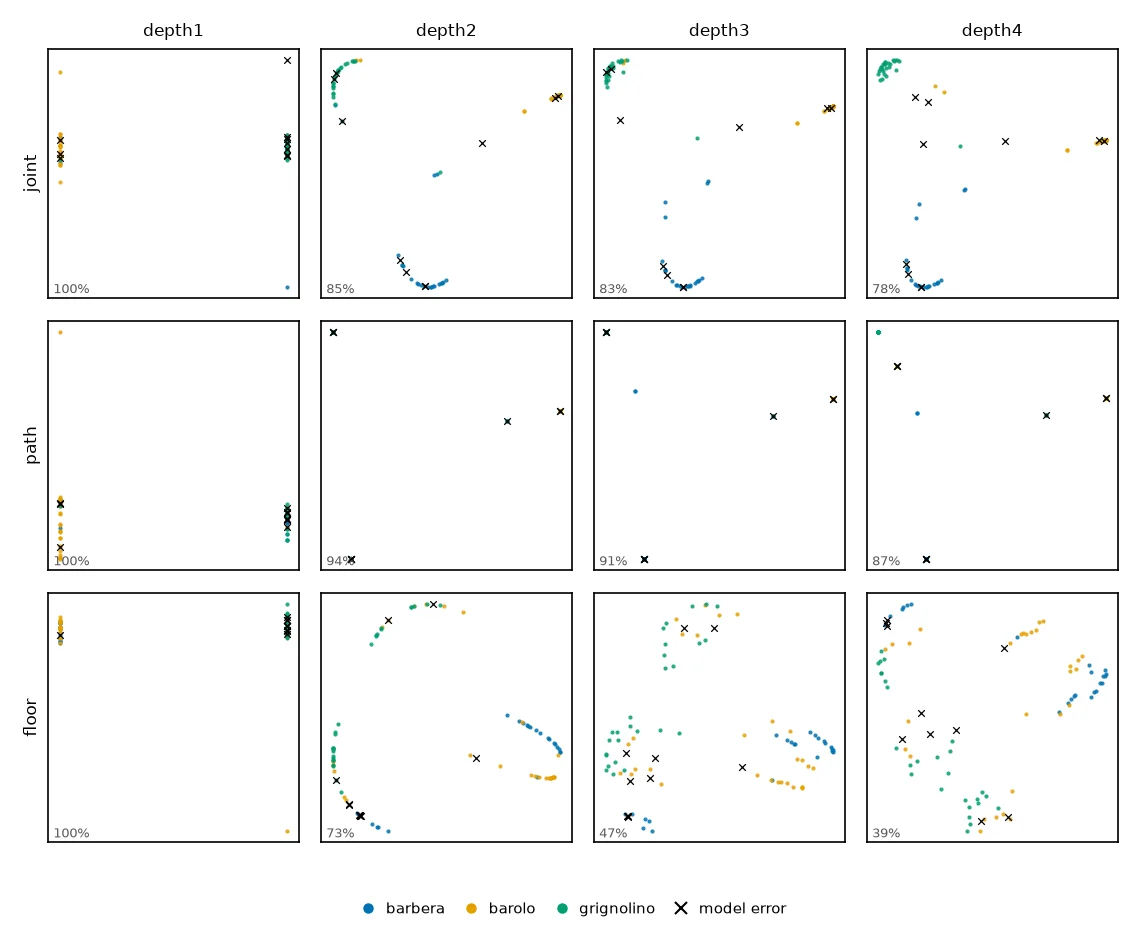 depth1 depth2 depth3 depth4
joint
100% 85% 83% 78%
path
100% 94% 91% 87%
floor
100% 73% 47% 39%
barbera barolo grignolino model error